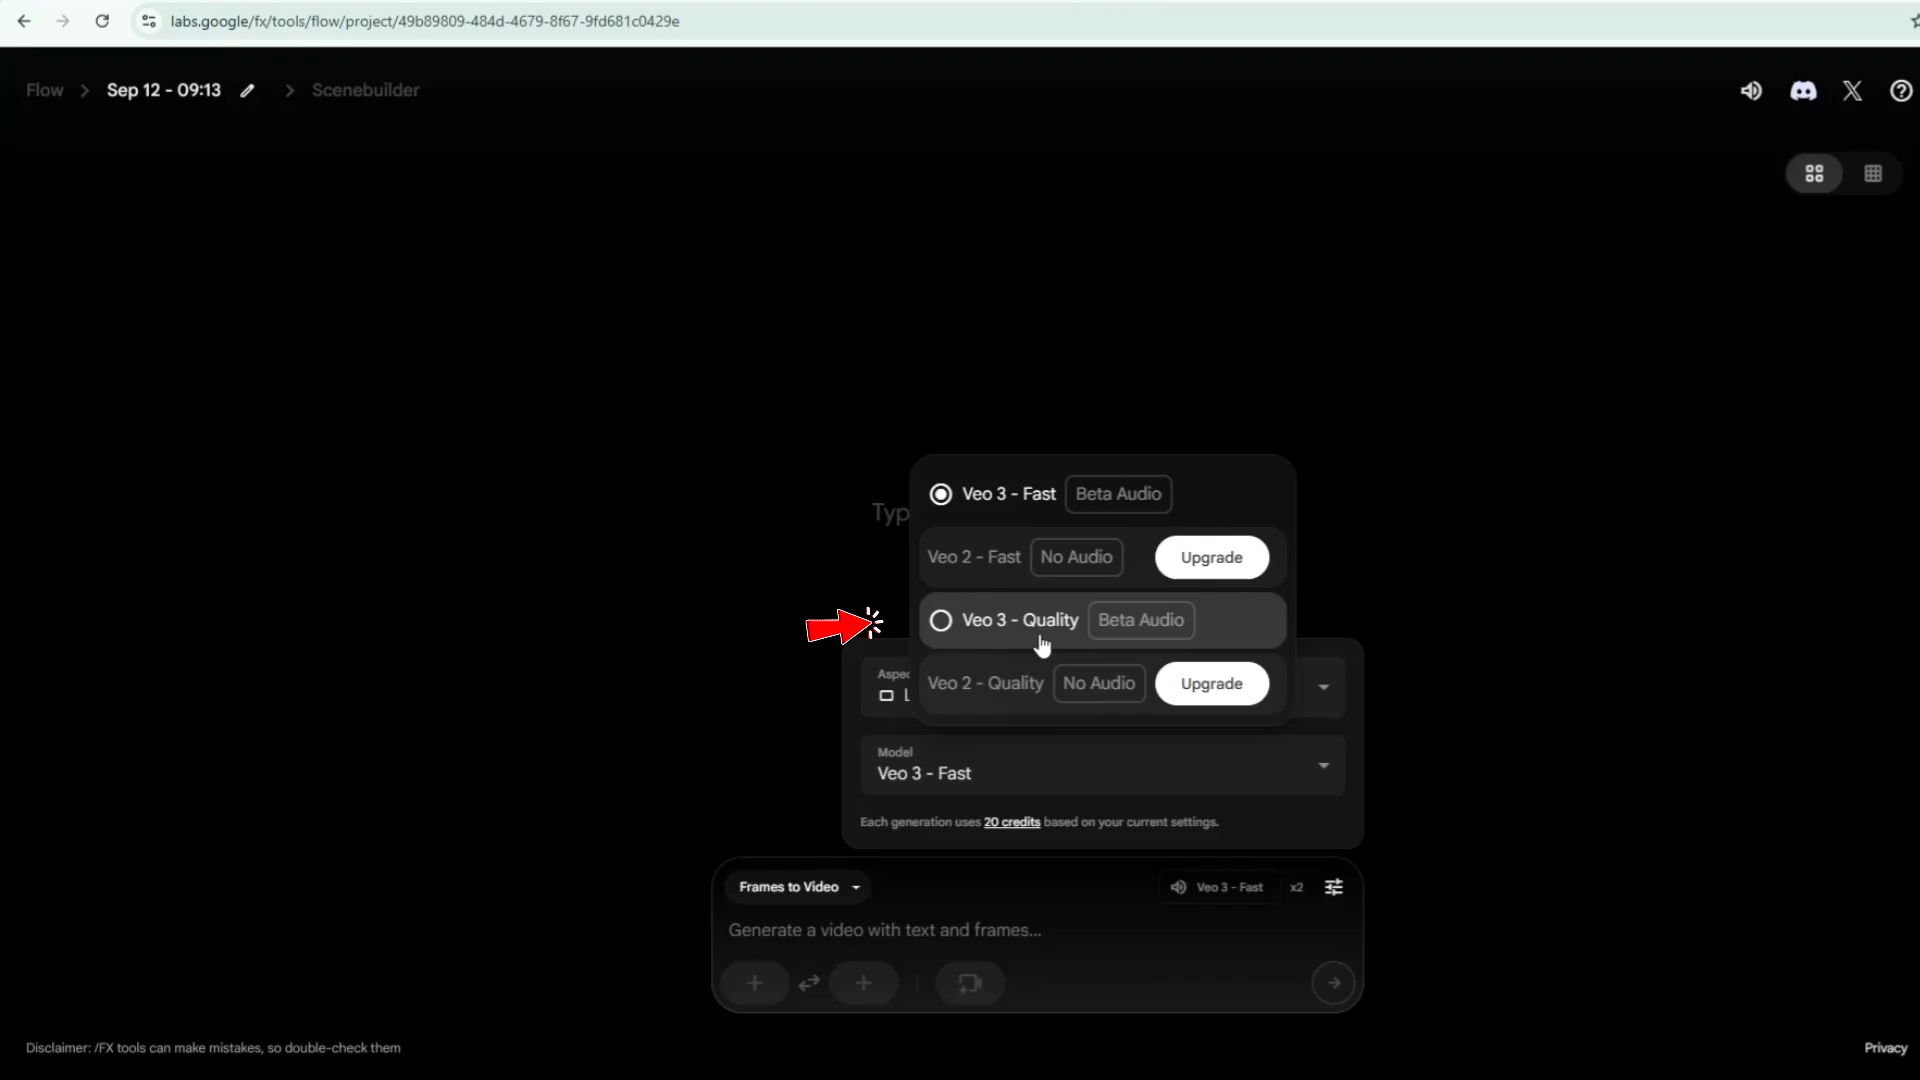 labs.google/fx/tools/flow/project/49b89809-484d-4679-8f67-9fd681c0429e
Flow > Sep 12 - 09:13 > Scenebuilder
Typ
Veo 3 - Fast Beta Audio
Veo 2 - Fast No Audio Upgrade
Veo 3 - Quality Beta Audio
Veo 2 - Quality No Audio Upgrade
Aspec
L
Model
Veo 3 - Fast
Each generation uses 20 credits based on your current settings.
Frames to Video Veo 3 - Fast x2
Generate a video with text and frames...
Disclaimer: /FX tools can make mistakes, so double-check them
Privacy